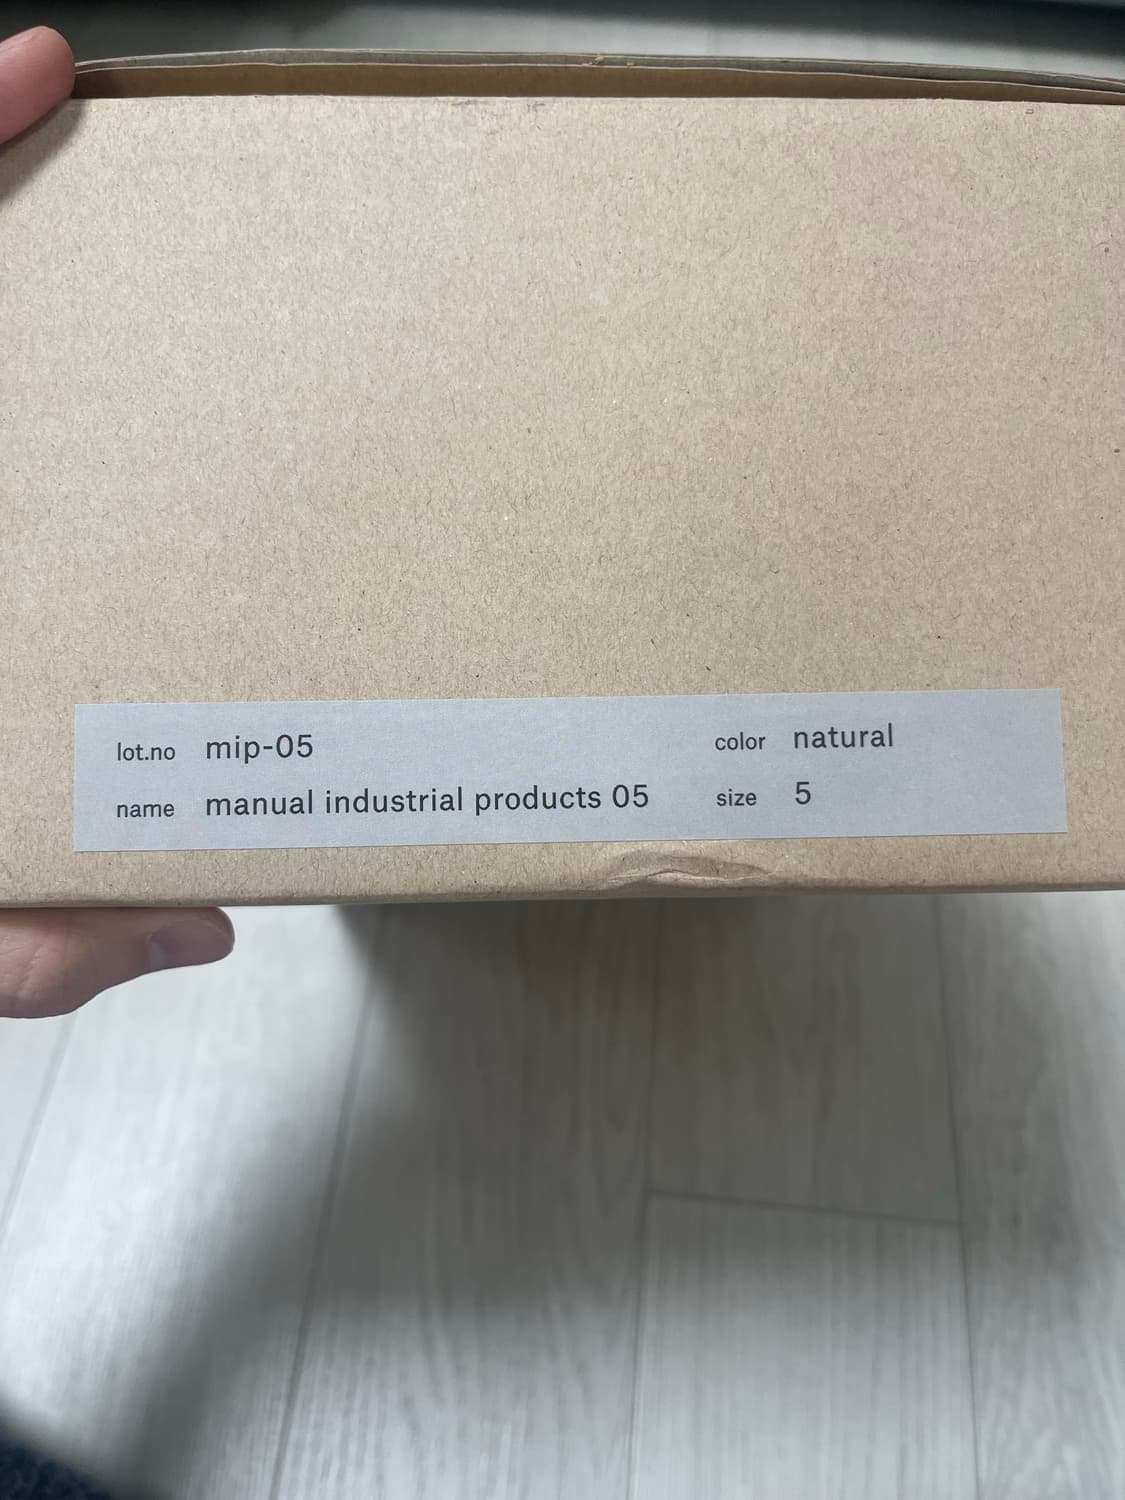 lot.no mip-05
name manual industrial products 05
color natural
size 5